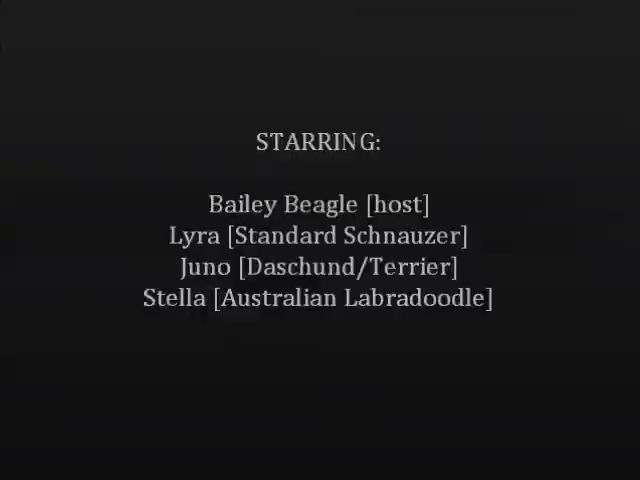 STARRING:
Bailey Beagle [host]
Lyra [Standard Schnauzer]
Juno [Daschund/Terrier]
Stella [Australian Labradoodle]